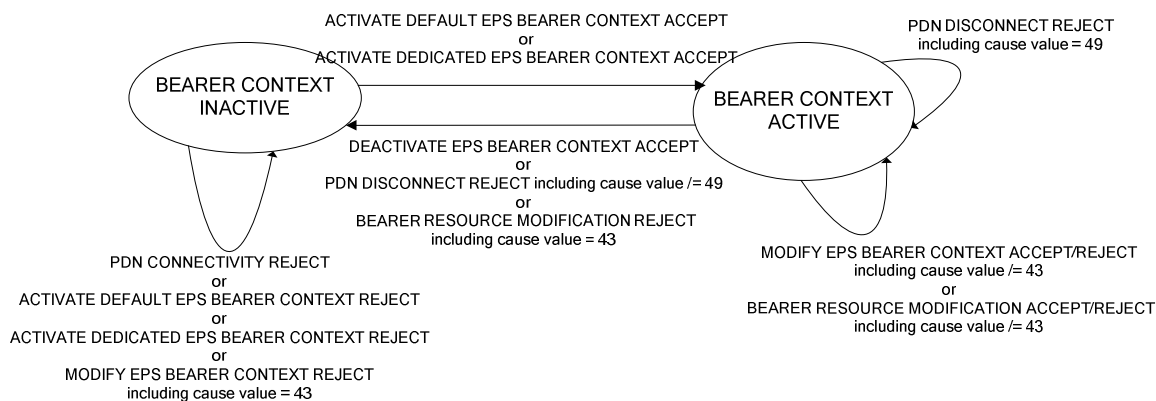 ACTIVATE DEFAULT EPS BEARER CONTEXT ACCEPT
or
ACTIVATE DEDICATED EPS BEARER CONTEXT ACCEPT
PDN DISCONNECT REJECT
including cause value = 49
BEARER CONTEXT
INACTIVE
BEARER CONTEXT
ACTIVE
DEACTIVATE EPS BEARER CONTEXT ACCEPT
or
PDN DISCONNECT REJECT including cause value /= 49
or
BEARER RESOURCE MODIFICATION REJECT
including cause value = 43
PDN CONNECTIVITY REJECT
or
ACTIVATE DEFAULT EPS BEARER CONTEXT REJECT
or
ACTIVATE DEDICATED EPS BEARER CONTEXT REJECT
or
MODIFY EPS BEARER CONTEXT REJECT
including cause value = 43
MODIFY EPS BEARER CONTEXT ACCEPT/REJECT
including cause value /= 43
or
BEARER RESOURCE MODIFICATION ACCEPT/REJECT
including cause value /= 43